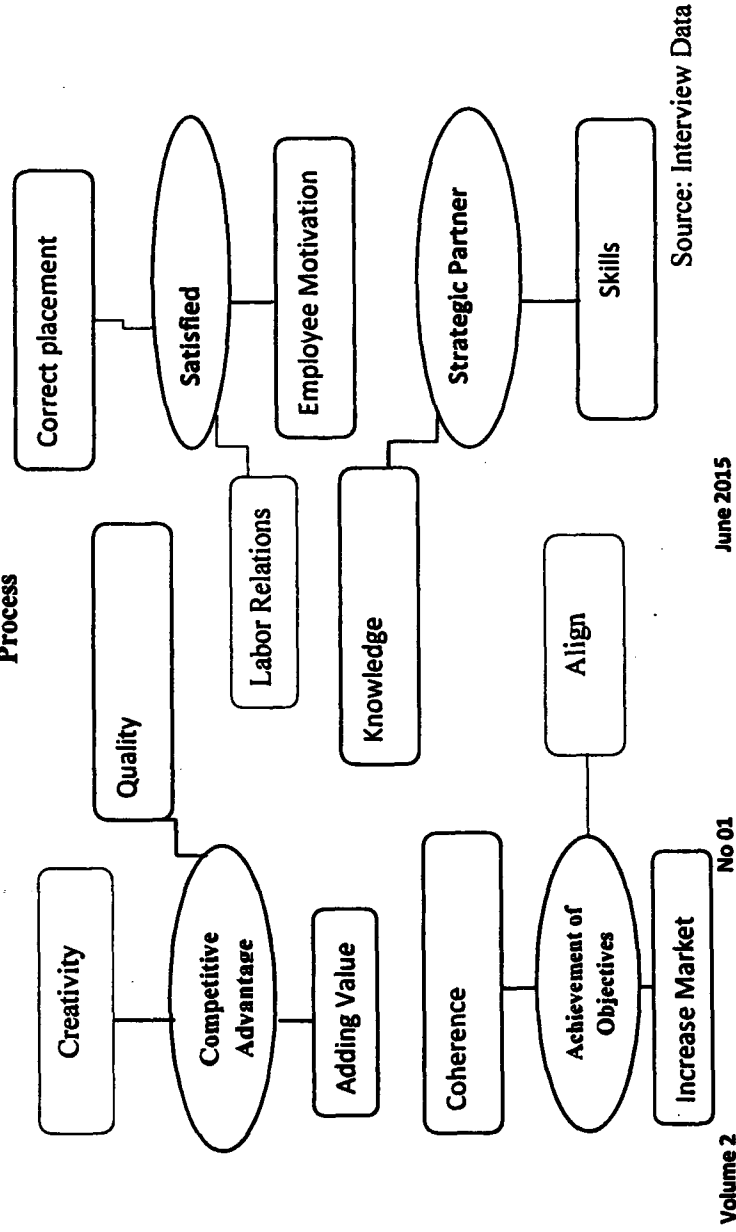 Process
Creativity
Quality
Competitive
Advantage
Adding Value
Correct placement
Satisfied
Labor Relations
Employee Motivation
Coherence
Achievement of
Objectives
Align
Increase Market
Knowledge
Strategic Partner
Skills
Source: Interview Data
Volume 2
No 01
June 2015